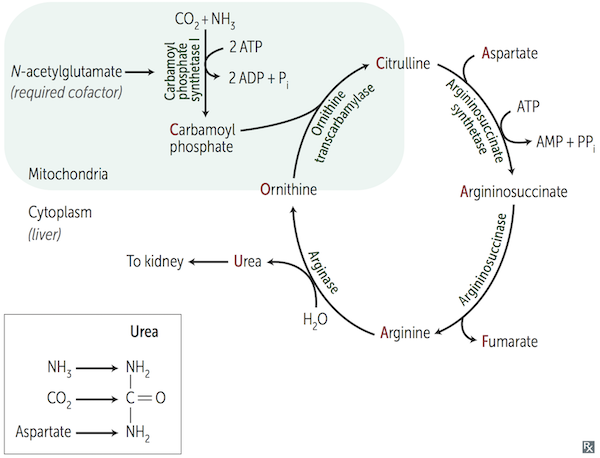 CO₂ + NH₃
Carbamoyl
phosphate
synthetase I
2 ATP
2 ADP + Pᵢ
N-acetylglutamate
(required cofactor)
Carbamoyl
phosphate
Ornithine
transcarbamylase
Citrulline
Aspartate
Argininosuccinate
synthetase
ATP
AMP + PPᵢ
Mitochondria
Ornithine
Argininosuccinate
Cytoplasm
(liver)
To kidney
Urea
Arginase
H₂O
Argininosuccinase
Arginine
Fumarate
Urea
NH₃
NH₂
CO₂
C=O
Aspartate
NH₂
Rx